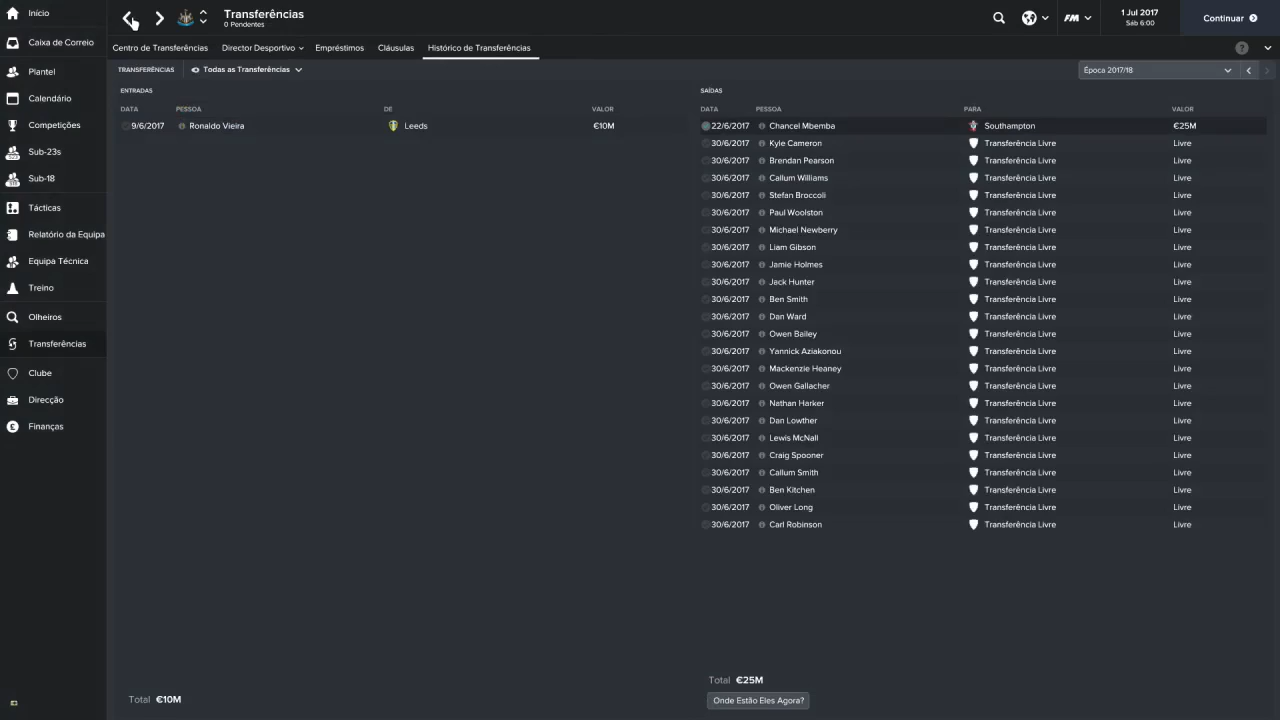 Início
Caixa de Correio
Plantel
Calendário
Competições
Sub-23s
Sub-18
Tácticas
Relatório da Equipa
Equipa Técnica
Treino
Olheiros
Transferências
Clube
Direcção
Finanças
Transferências
0 Pendentes
FM
1 Jul 2017
Sáb 6:00
Continuar
Centro de Transferências Director Desportivo Empréstimos Cláusulas Histórico de Transferências
TRANSFERÊNCIAS Todas as Transferências Época 2017/18
ENTRADAS
DATA PESSOA DE VALOR
9/6/2017 Ronaldo Vieira Leeds €10M
Total €10M
SAÍDAS
DATA PESSOA PARA VALOR
22/6/2017 Chancel Mbemba Southampton €25M
30/6/2017 Kyle Cameron Transferência Livre Livre
30/6/2017 Brendan Pearson Transferência Livre Livre
30/6/2017 Callum Williams Transferência Livre Livre
30/6/2017 Stefan Broccoli Transferência Livre Livre
30/6/2017 Paul Woolston Transferência Livre Livre
30/6/2017 Michael Newberry Transferência Livre Livre
30/6/2017 Liam Gibson Transferência Livre Livre
30/6/2017 Jamie Holmes Transferência Livre Livre
30/6/2017 Jack Hunter Transferência Livre Livre
30/6/2017 Ben Smith Transferência Livre Livre
30/6/2017 Dan Ward Transferência Livre Livre
30/6/2017 Owen Bailey Transferência Livre Livre
30/6/2017 Yannick Aziakonou Transferência Livre Livre
30/6/2017 Mackenzie Heaney Transferência Livre Livre
30/6/2017 Owen Gallacher Transferência Livre Livre
30/6/2017 Nathan Harker Transferência Livre Livre
30/6/2017 Dan Lowther Transferência Livre Livre
30/6/2017 Lewis McNall Transferência Livre Livre
30/6/2017 Craig Spooner Transferência Livre Livre
30/6/2017 Callum Smith Transferência Livre Livre
30/6/2017 Ben Kitchen Transferência Livre Livre
30/6/2017 Oliver Long Transferência Livre Livre
30/6/2017 Carl Robinson Transferência Livre Livre
Total €25M
Onde Estão Eles Agora?